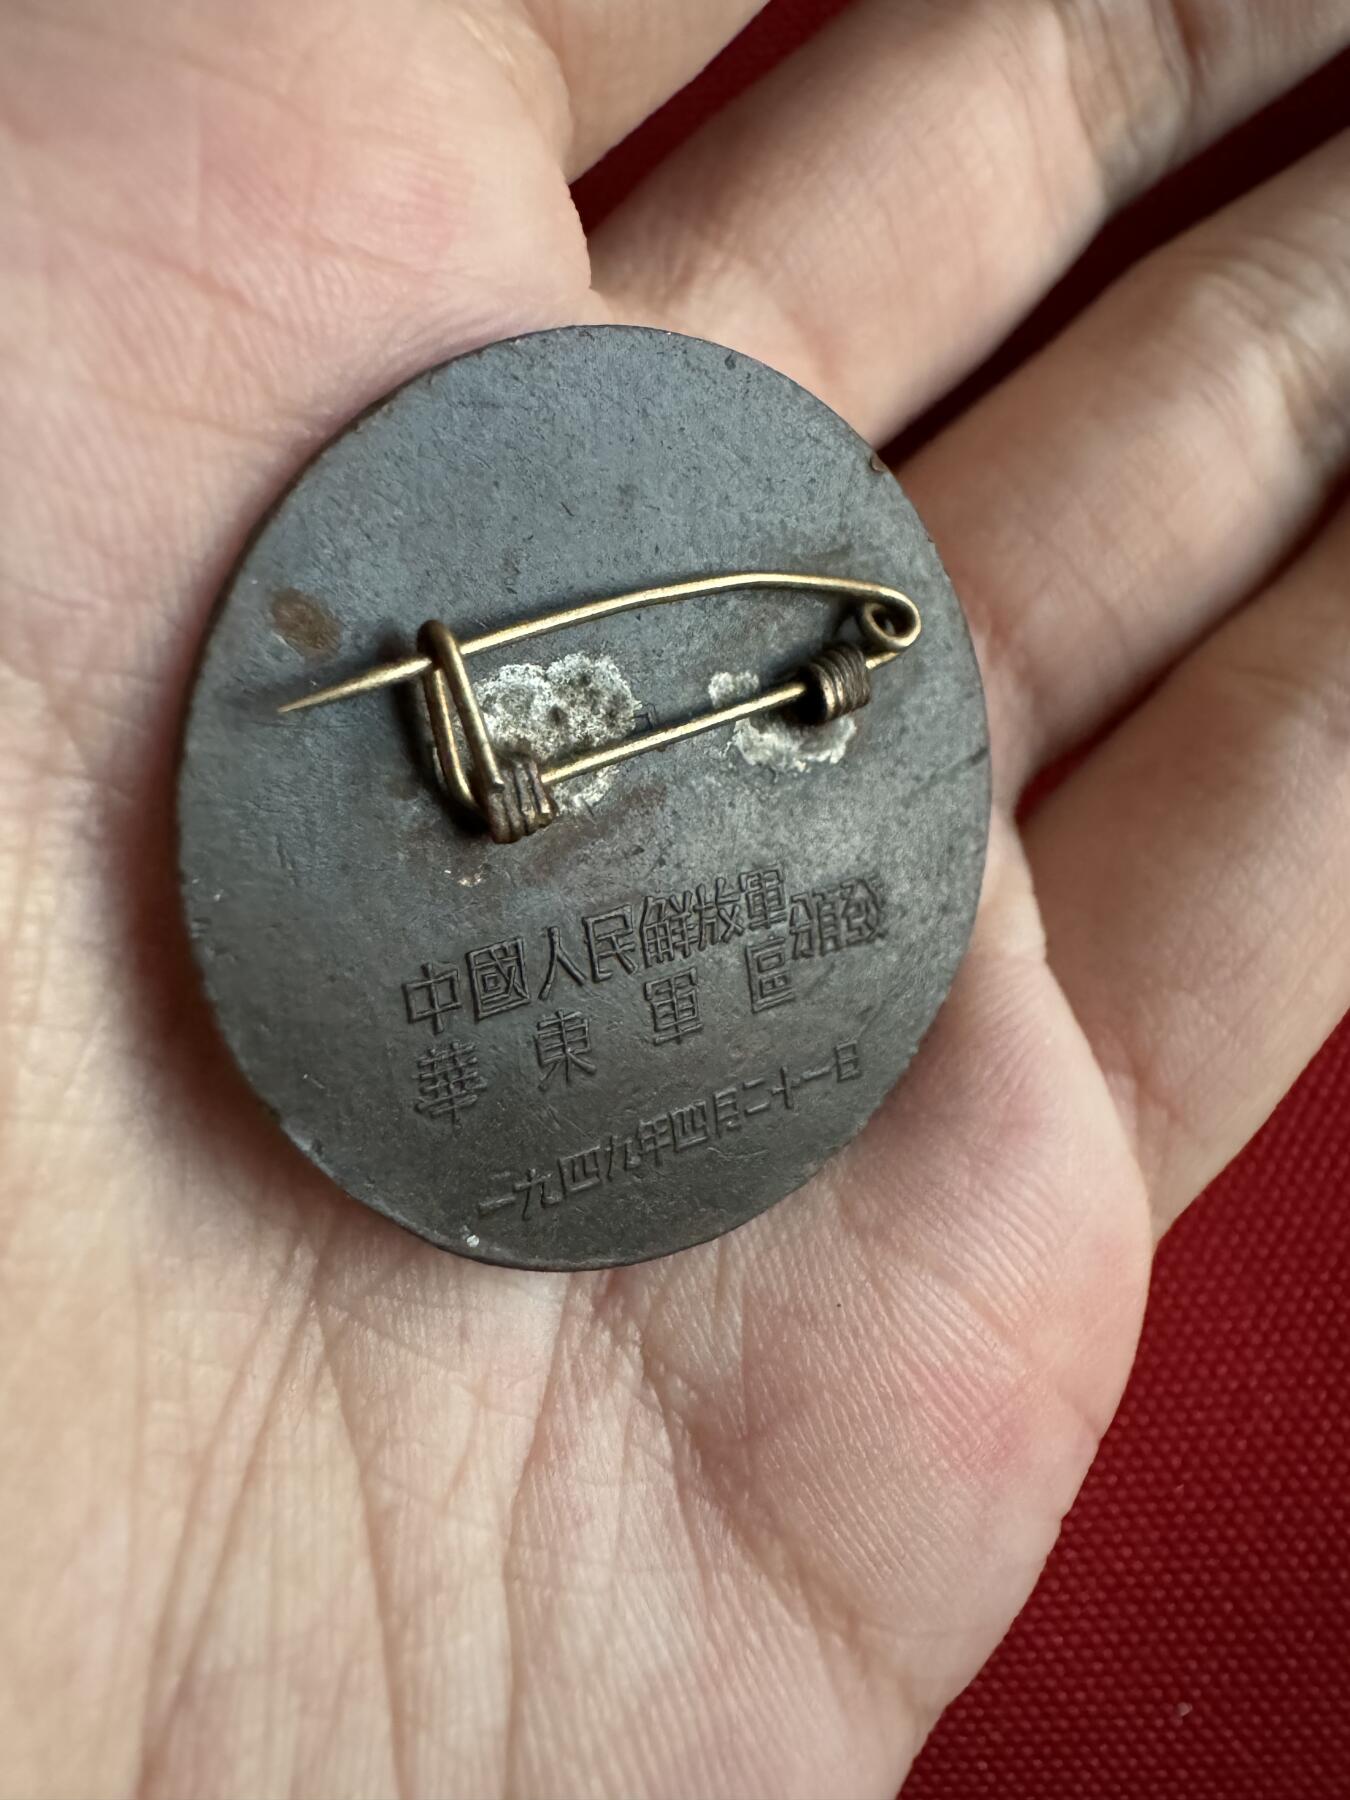 中國人民解放軍
華東軍區頒發
一九四九年四月二十一日